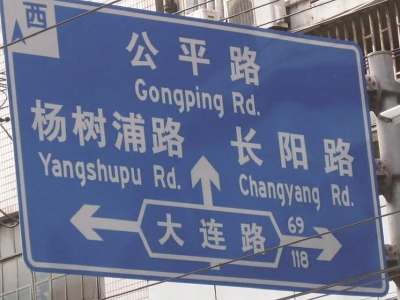 西
公平路
Gongping Rd.
杨树浦路
Yangshupu Rd.
长阳路
Changyang Rd.
大连路
69
118